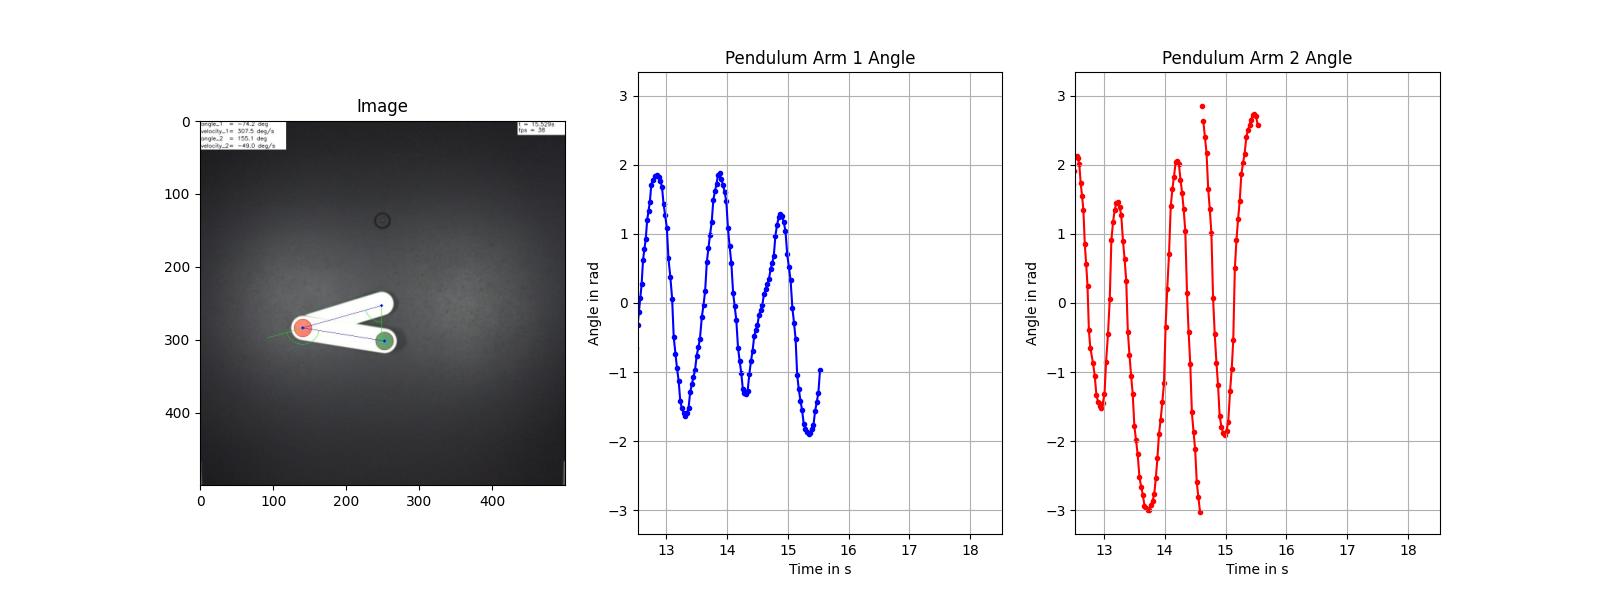 Image
angle_1 = -74.2 deg
velocity_1= 307.5 deg/s
angle_2 = 155.1 deg
velocity_2= -49.0 deg/s
t = 15.529s
fps = 38
0
100
200
300
400
0 100 200 300 400
Pendulum Arm 1 Angle
Angle in rad
3
2
1
0
−1
−2
−3
13 14 15 16 17 18
Time in s
Pendulum Arm 2 Angle
Angle in rad
3
2
1
0
−1
−2
−3
13 14 15 16 17 18
Time in s